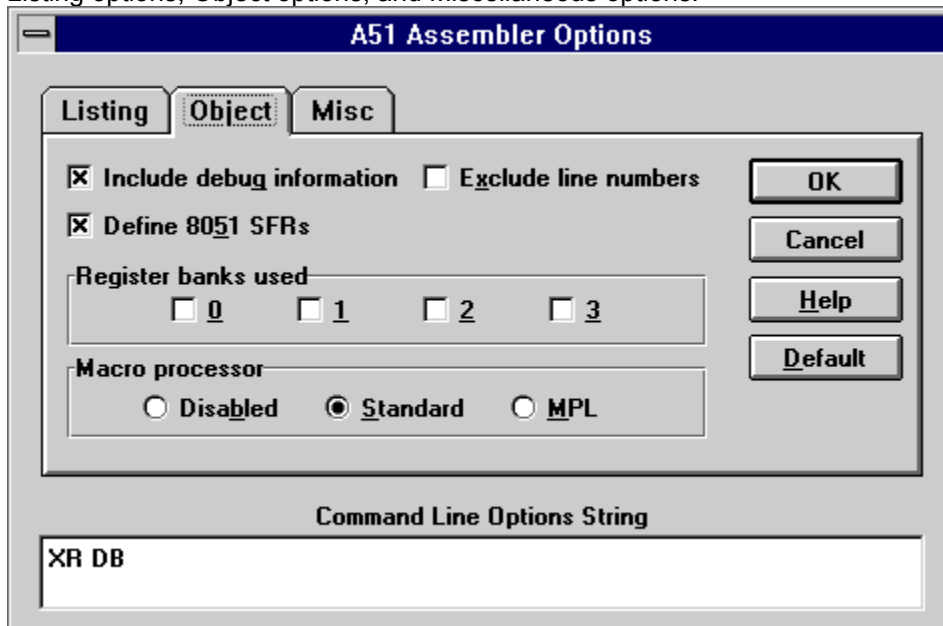 Listing options, Object options, and Miscellaneous options.
A51 Assembler Options
Listing Object Misc
Include debug information Exclude line numbers
Define 8051 SFRs
Register banks used
0 1 2 3
Macro processor
Disabled Standard MPL
OK
Cancel
Help
Default
Command Line Options String
XR DB